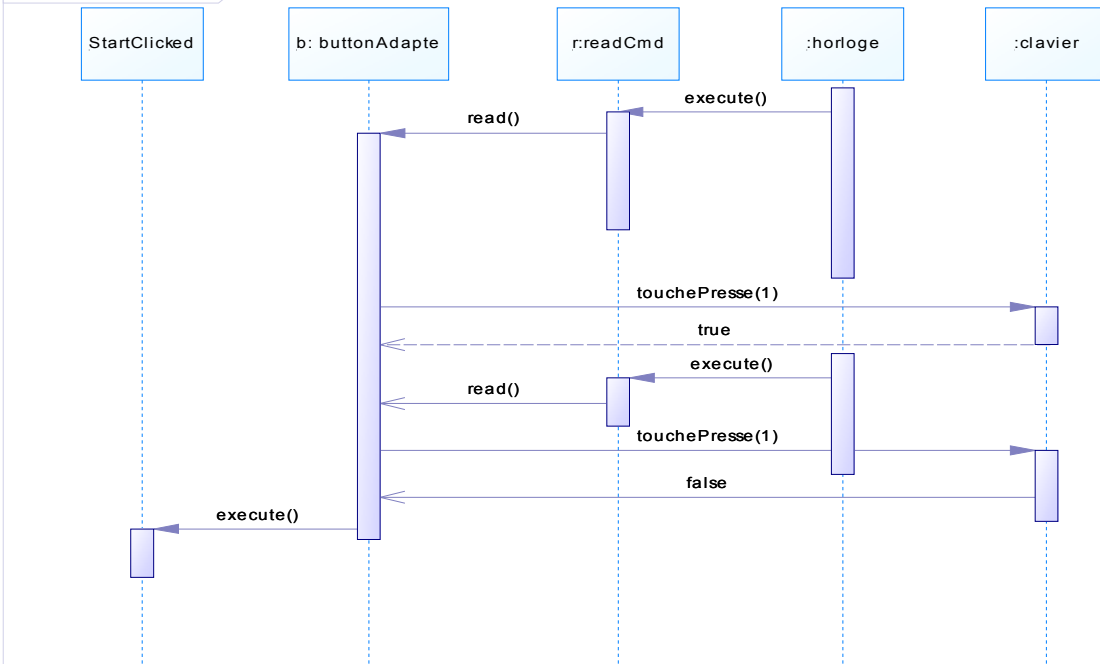 StartClicked
b: buttonAdapte
r:readCmd
:horloge
:clavier
execute()
read()
touchePresse(1)
true
execute()
read()
touchePresse(1)
false
execute()